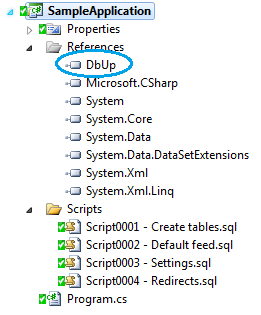 SampleApplication
Properties
References
DbUp
Microsoft.CSharp
System
System.Core
System.Data
System.Data.DataSetExtensions
System.Xml
System.Xml.Linq
Scripts
Script0001 - Create tables.sql
Script0002 - Default feed.sql
Script0003 - Settings.sql
Script0004 - Redirects.sql
Program.cs